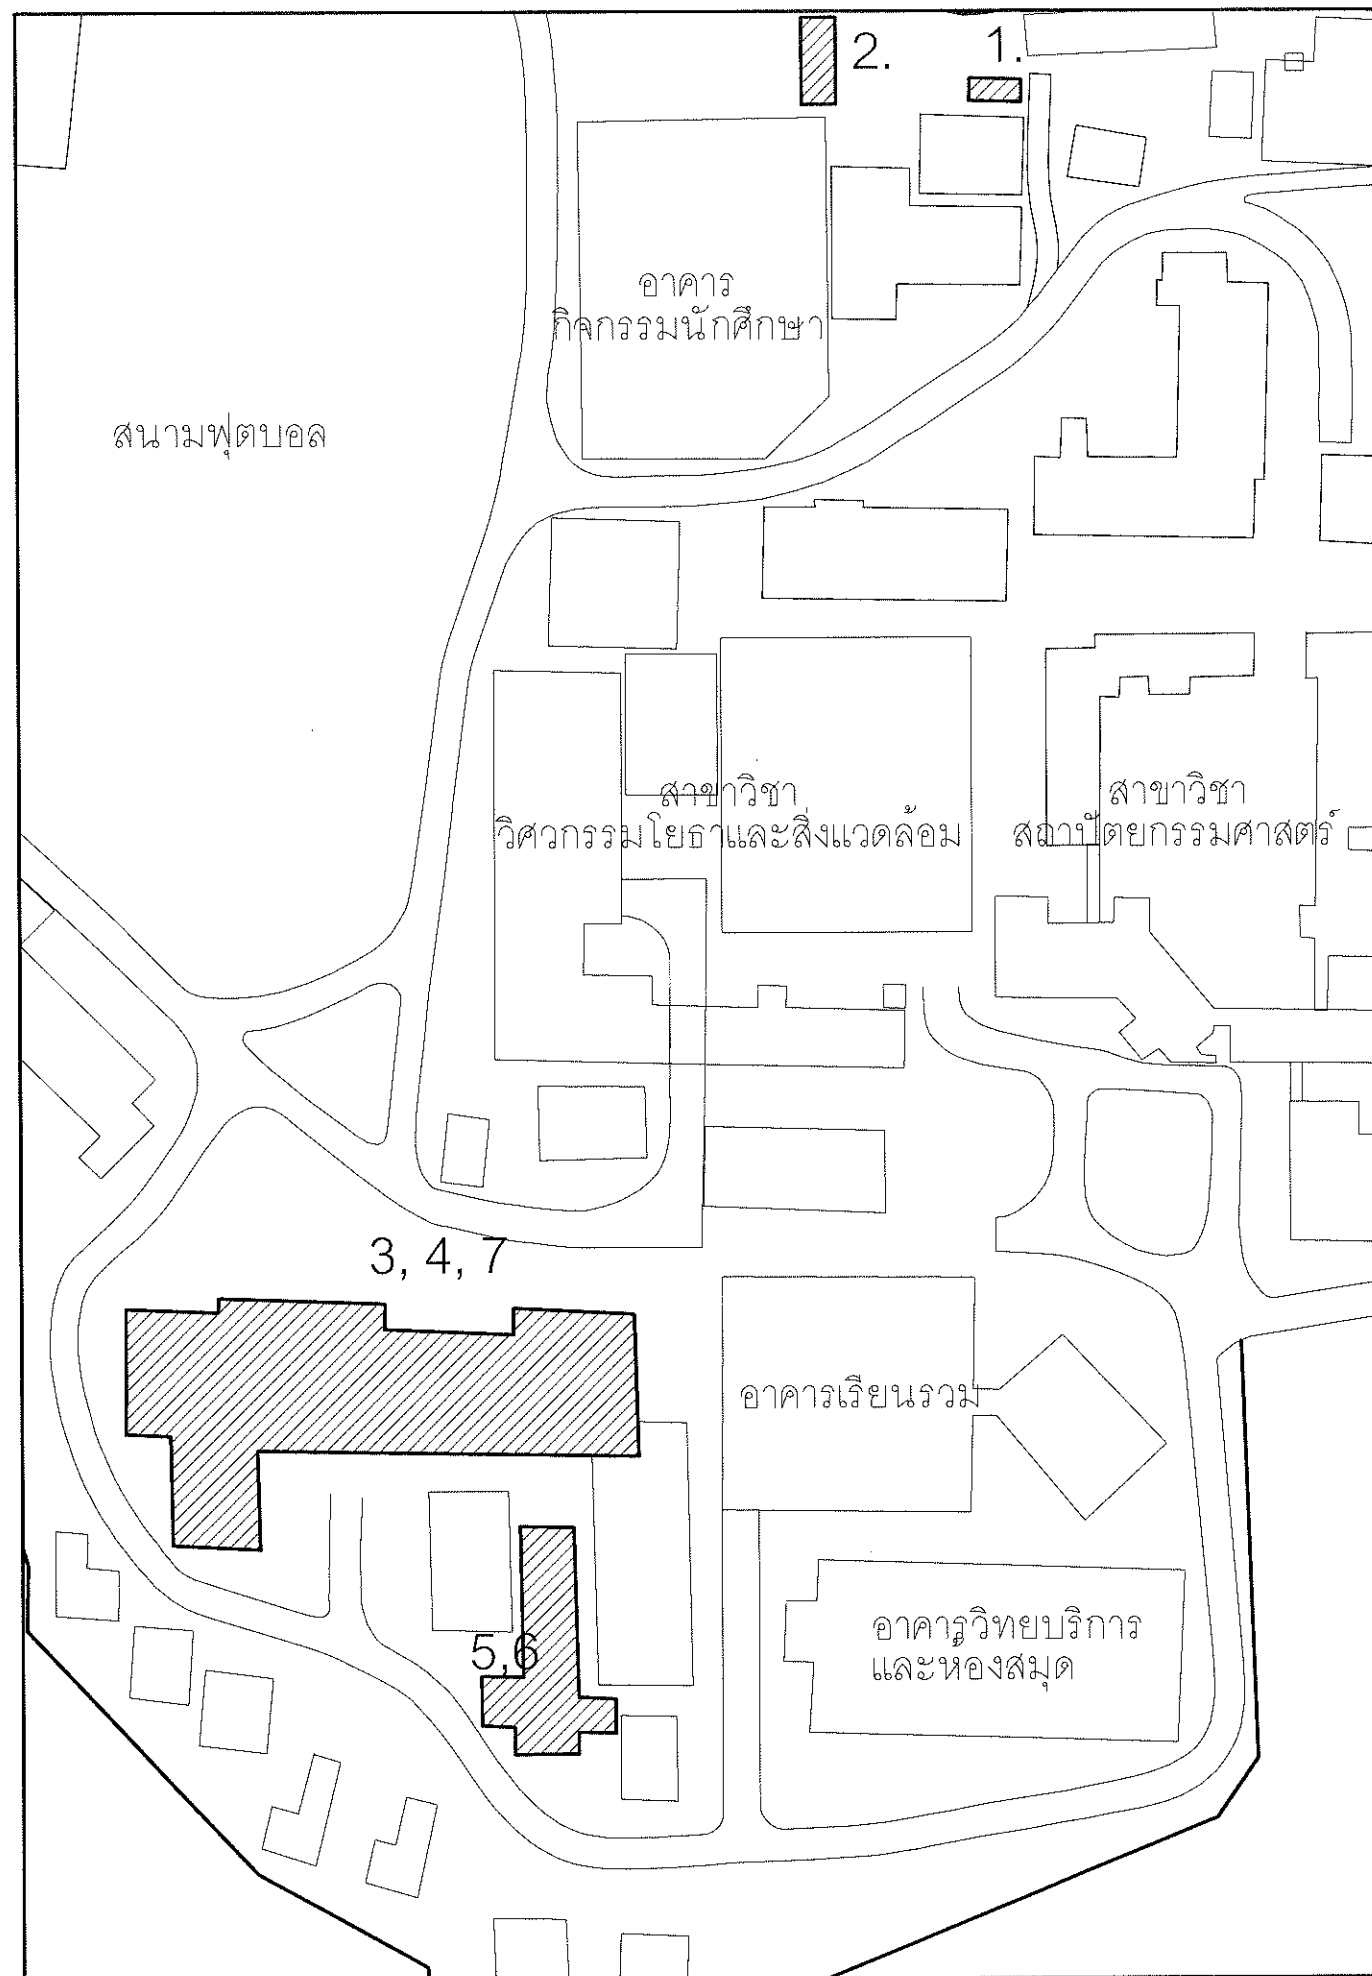 2.
1.
อาคาร
กิจกรรมนักศึกษา
สนามฟุตบอล
สาขาวิชา
วิศวกรรมโยธาและสิ่งแวดล้อม
สาขาวิชา
สถาปัตยกรรมศาสตร์
3, 4, 7
อาคารเรียนรวม
5,6
อาคารวิทยบริการ
และห้องสมุด